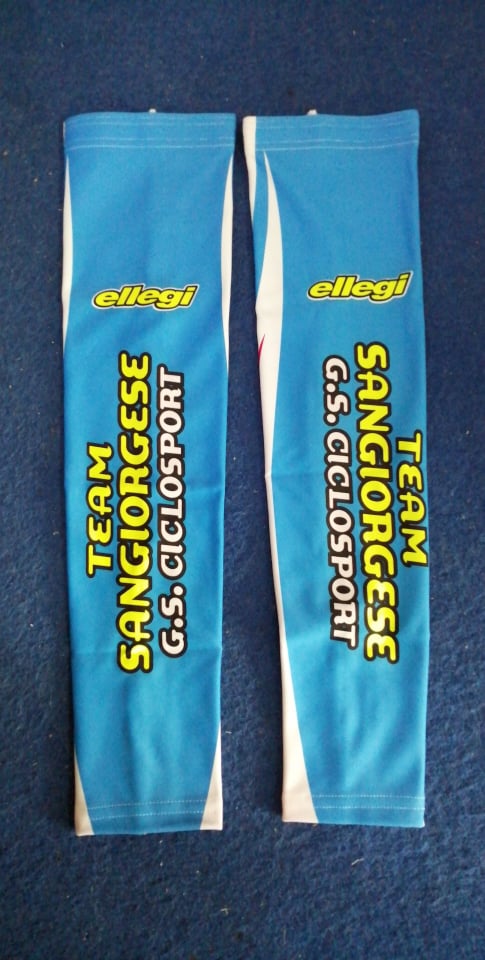 ellegi
TEAM
SANGIORGESE
G.S. CICLOSPORT
ellegi
TEAM
SANGIORGESE
G.S. CICLOSPORT